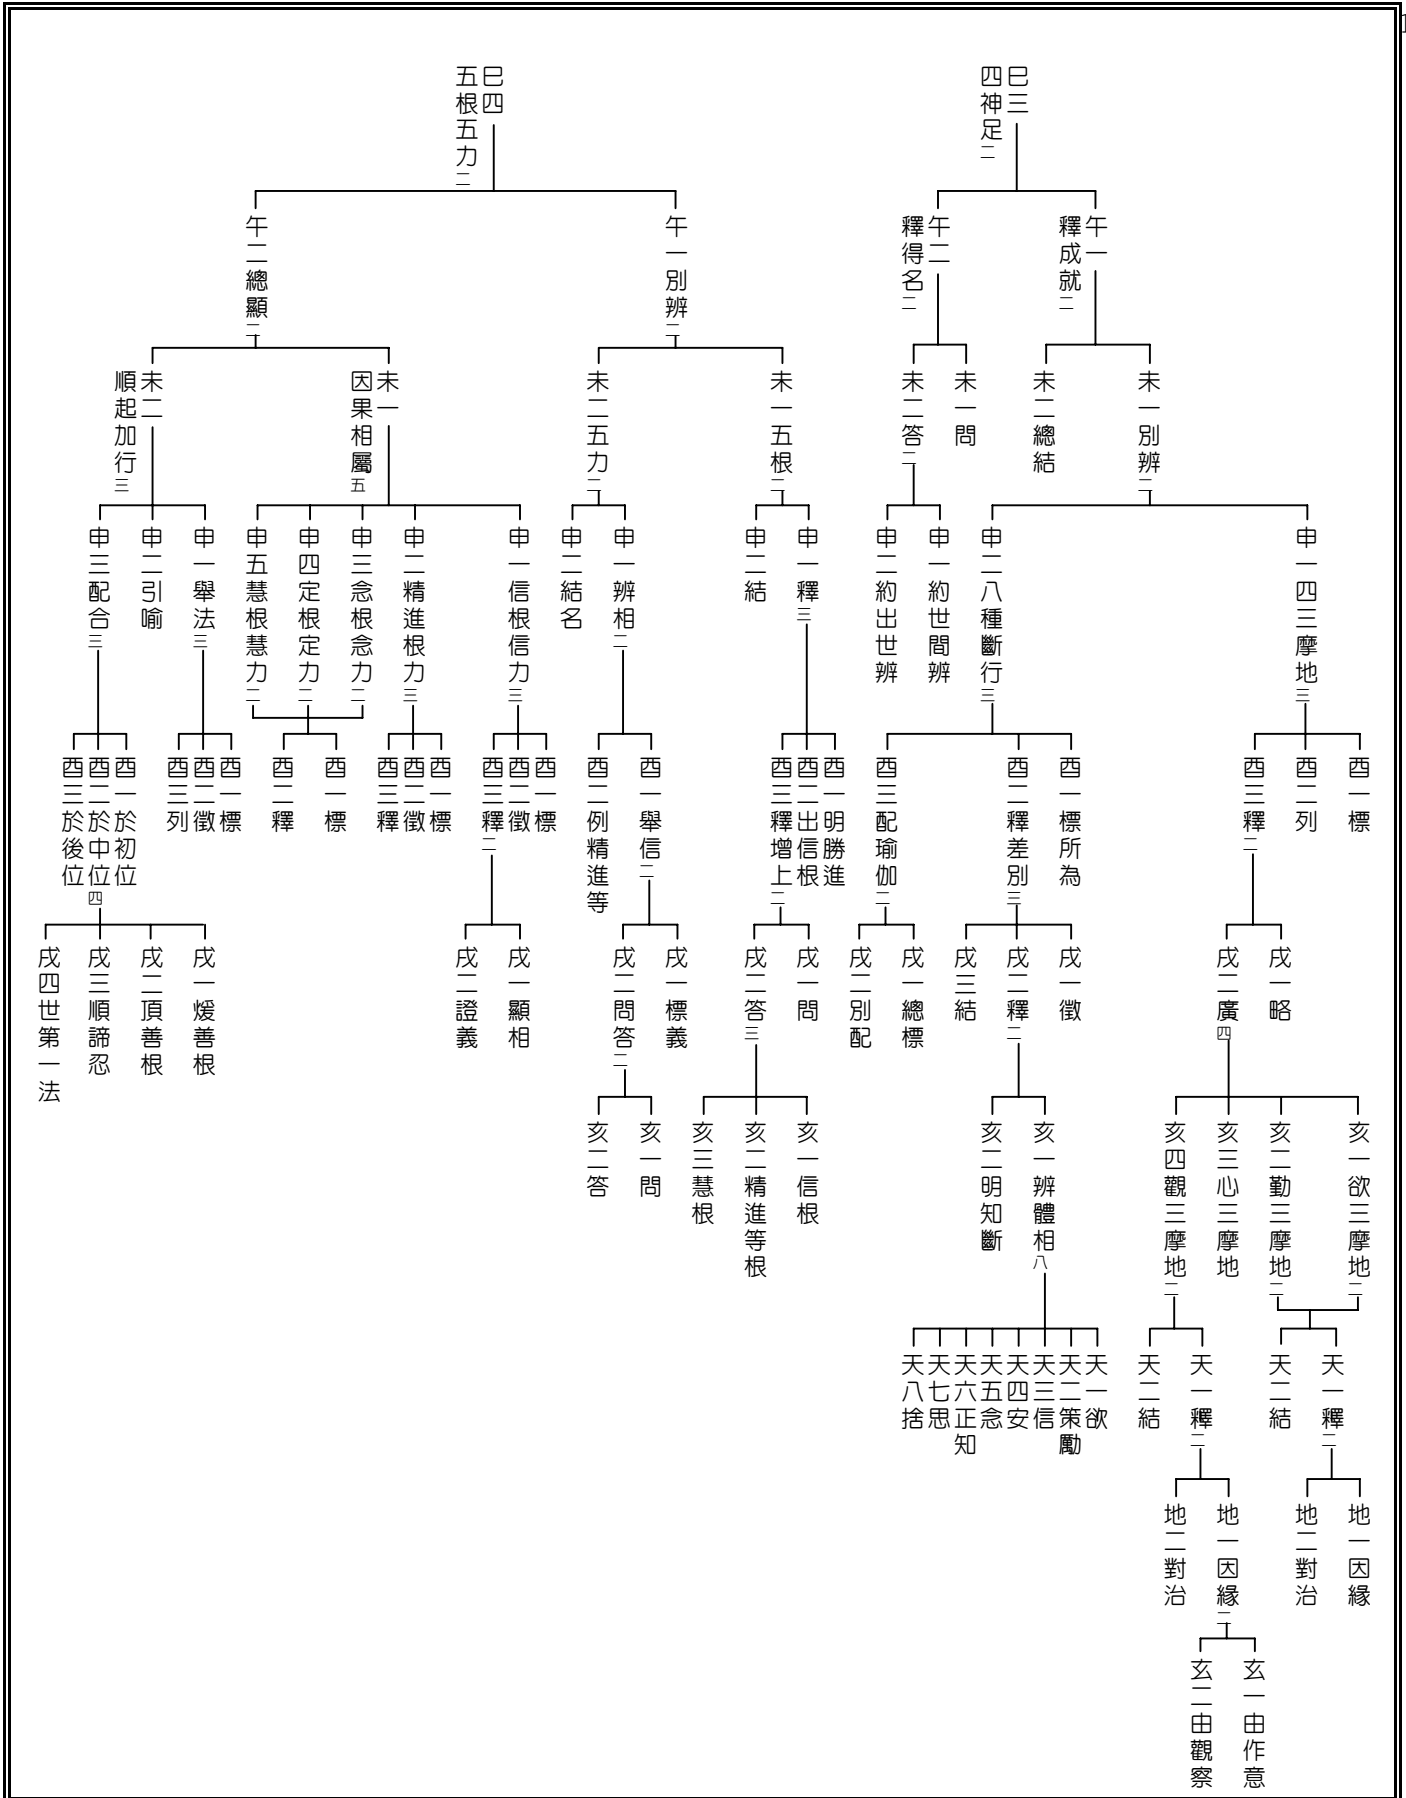 1
巳三
四神足二
巳四
五根五力二
午一
釋成就二
午二
釋得名二
午一別辨二
午二總顯二
未一別辨二
未二總結
未一問
未二答二
未一五根二
未二五力二
未一
因果相屬五
未二
順起加行三
申一四三摩地三
申二八種斷行三
申一約世間辨
申二約出世辨
申一釋三
申二結
申一辨相二
申二結名
申一信根信力三
申二精進根力三
申三念根念力二
申四定根定力二
申五慧根慧力二
申一舉法三
申二引喻
申三配合三
酉一標
酉二列
酉三釋二
酉一標所為
酉二釋差別三
酉三配瑜伽二
酉一明勝進
酉二出信根
酉三釋增上二
酉一舉信二
酉二例精進等
酉一標
酉二徵
酉三釋二
酉一標
酉二徵
酉三釋
酉一標
酉二釋
酉一標
酉二徵
酉三列
酉一於初位
酉二於中位四
酉三於後位
戌一略
戌二廣四
戌一徵
戌二釋二
戌三結
戌一總標
戌二別配
戌一問
戌二答三
戌一標義
戌二問答二
戌一顯相
戌二證義
戌一煖善根
戌二頂善根
戌三順諦忍
戌四世第一法
亥一欲三摩地二
亥二勤三摩地二
亥三心三摩地
亥四觀三摩地二
亥一辨體相八
亥二明知斷
亥一信根
亥二精進等根
亥三慧根
亥一問
亥二答
天一釋二
天二結
天一釋二
天二結
天一欲
天二策勵
天三信
天四安
天五念
天六正知
天七思
天八捨
地一因緣
地二對治
地一因緣二
地二對治
玄一由作意
玄二由觀察